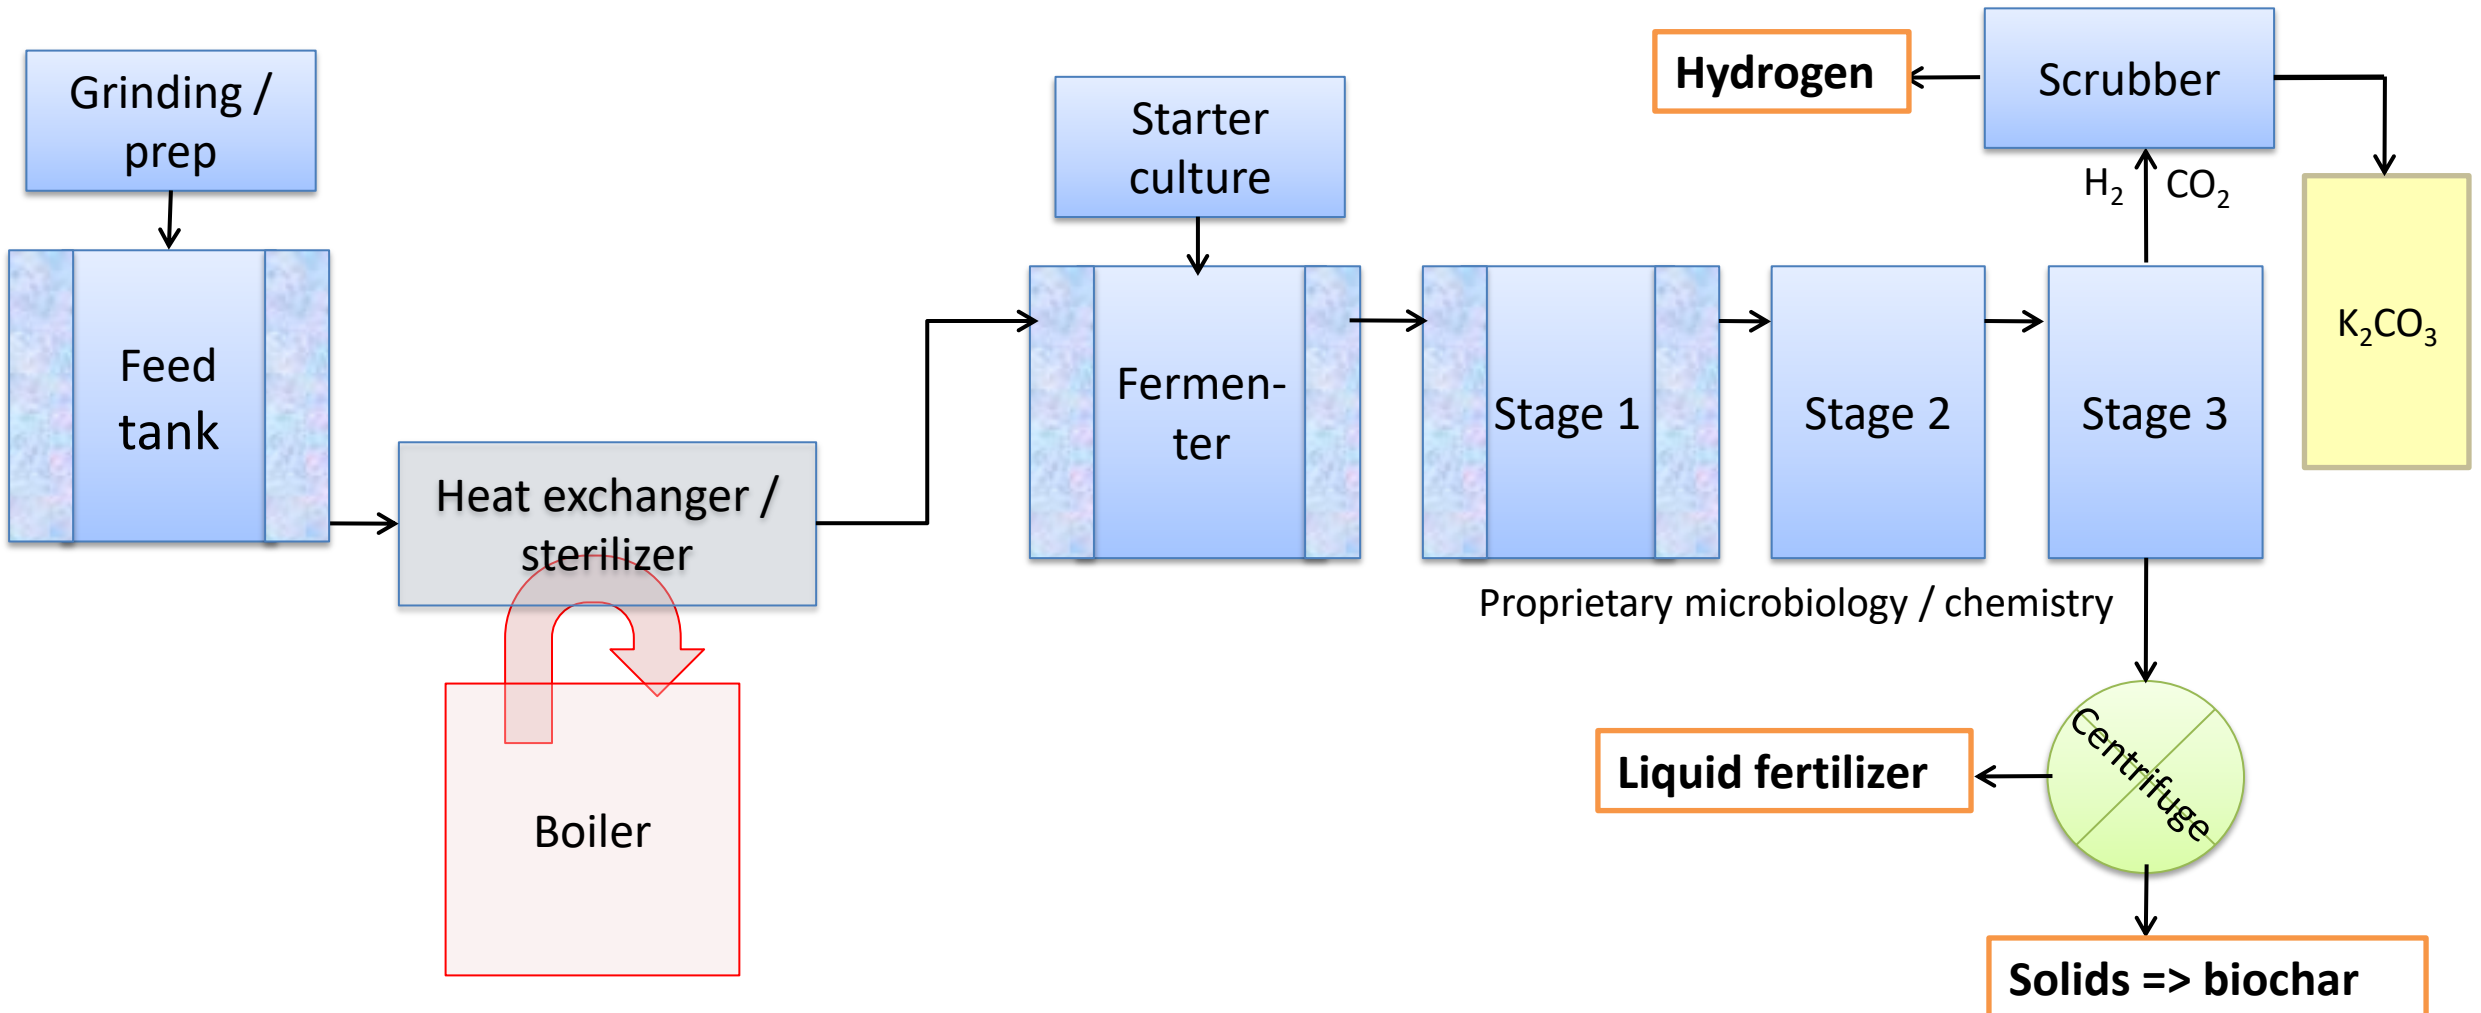 Grinding /
prep
Feed
tank
Heat exchanger /
sterilizer
Boiler
Starter
culture
Fermen-
ter
Stage 1
Stage 2
Stage 3
Proprietary microbiology / chemistry
Hydrogen
Scrubber
H₂ CO₂
K₂CO₃
Centrifuge
Liquid fertilizer
Solids => biochar